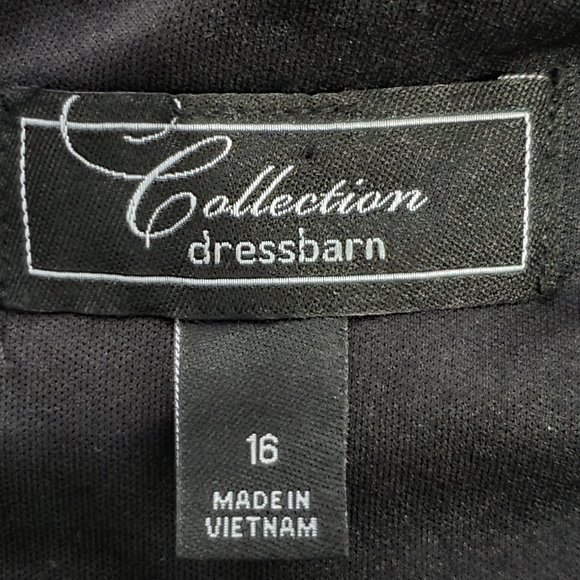 Collection
dressbarn
16
MADE IN
VIETNAM